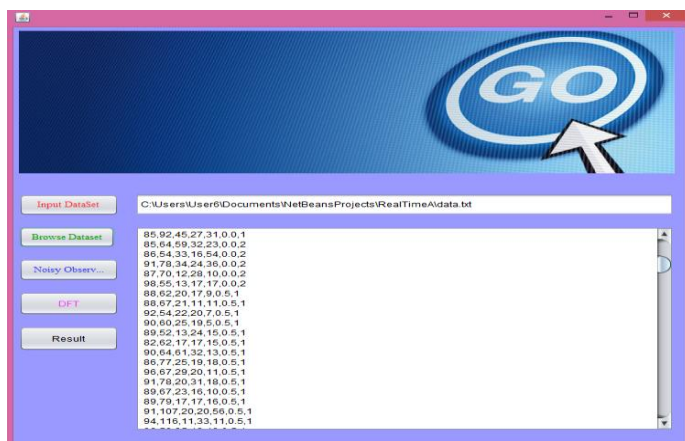 GO
Input DataSet
C:\Users\User6\Documents\NetBeansProjects\RealTimeA\data.txt
Browse Dataset
Noisy Observ...
DFT
Result
85,92,45,27,31,0.0,1
85,64,59,32,23,0.0,2
86,54,33,16,54,0.0,2
91,78,34,24,36,0.0,2
87,70,12,28,10,0.0,2
98,55,13,17,17,0.0,2
88,62,20,17,9,0.5,1
88,67,21,11,11,0.5,1
92,54,22,20,7,0.5,1
90,60,25,19,5,0.5,1
89,52,13,24,15,0.5,1
82,62,17,17,15,0.5,1
90,64,61,32,13,0.5,1
86,77,25,19,18,0.5,1
96,67,29,20,11,0.5,1
91,78,20,31,18,0.5,1
89,67,23,16,10,0.5,1
89,79,17,17,16,0.5,1
91,107,20,20,56,0.5,1
94,116,11,33,11,0.5,1